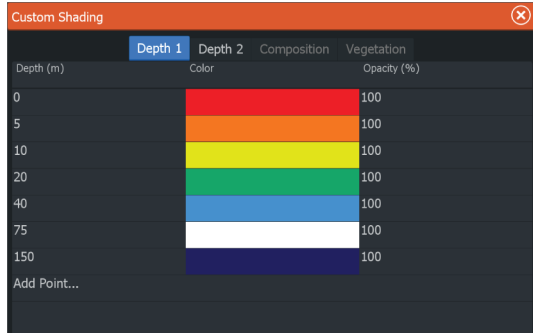 Custom Shading
Depth 1 Depth 2 Composition Vegetation
Depth (m) Color Opacity (%)
0 100
5 100
10 100
20 100
40 100
75 100
150 100
Add Point...